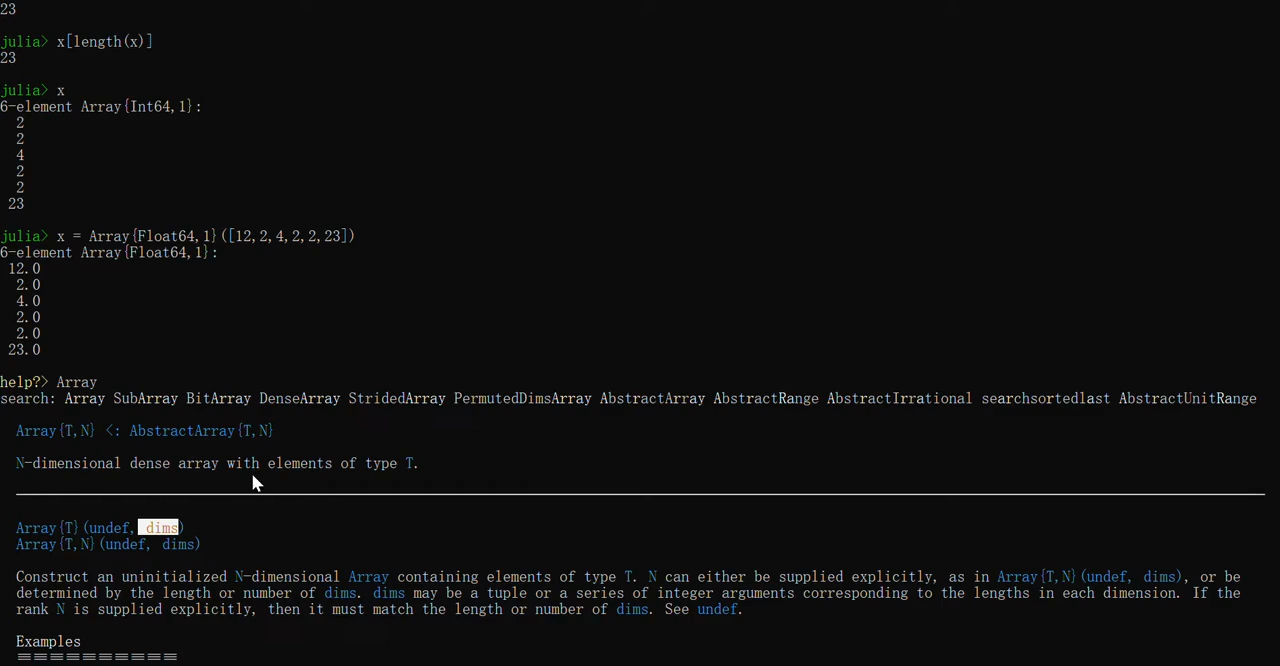 23
julia> x[length(x)]
23
julia> x
6-element Array{Int64,1}:
2
2
4
2
2
23
julia> x = Array{Float64,1}([12,2,4,2,2,23])
6-element Array{Float64,1}:
12.0
2.0
4.0
2.0
2.0
23.0
help?> Array
search: Array SubArray BitArray DenseArray StridedArray PermutedDimsArray AbstractArray AbstractRange AbstractIrrational searchsortedlast AbstractUnitRange
Array{T,N} <: AbstractArray{T,N}
N-dimensional dense array with elements of type T.
Array{T}(undef, dims)
Array{T,N}(undef, dims)
Construct an uninitialized N-dimensional Array containing elements of type T. N can either be supplied explicitly, as in Array{T,N}(undef, dims), or be
determined by the length or number of dims. dims may be a tuple or a series of integer arguments corresponding to the lengths in each dimension. If the
rank N is supplied explicitly, then it must match the length or number of dims. See undef.
Examples
≡≡≡≡≡≡≡≡≡≡